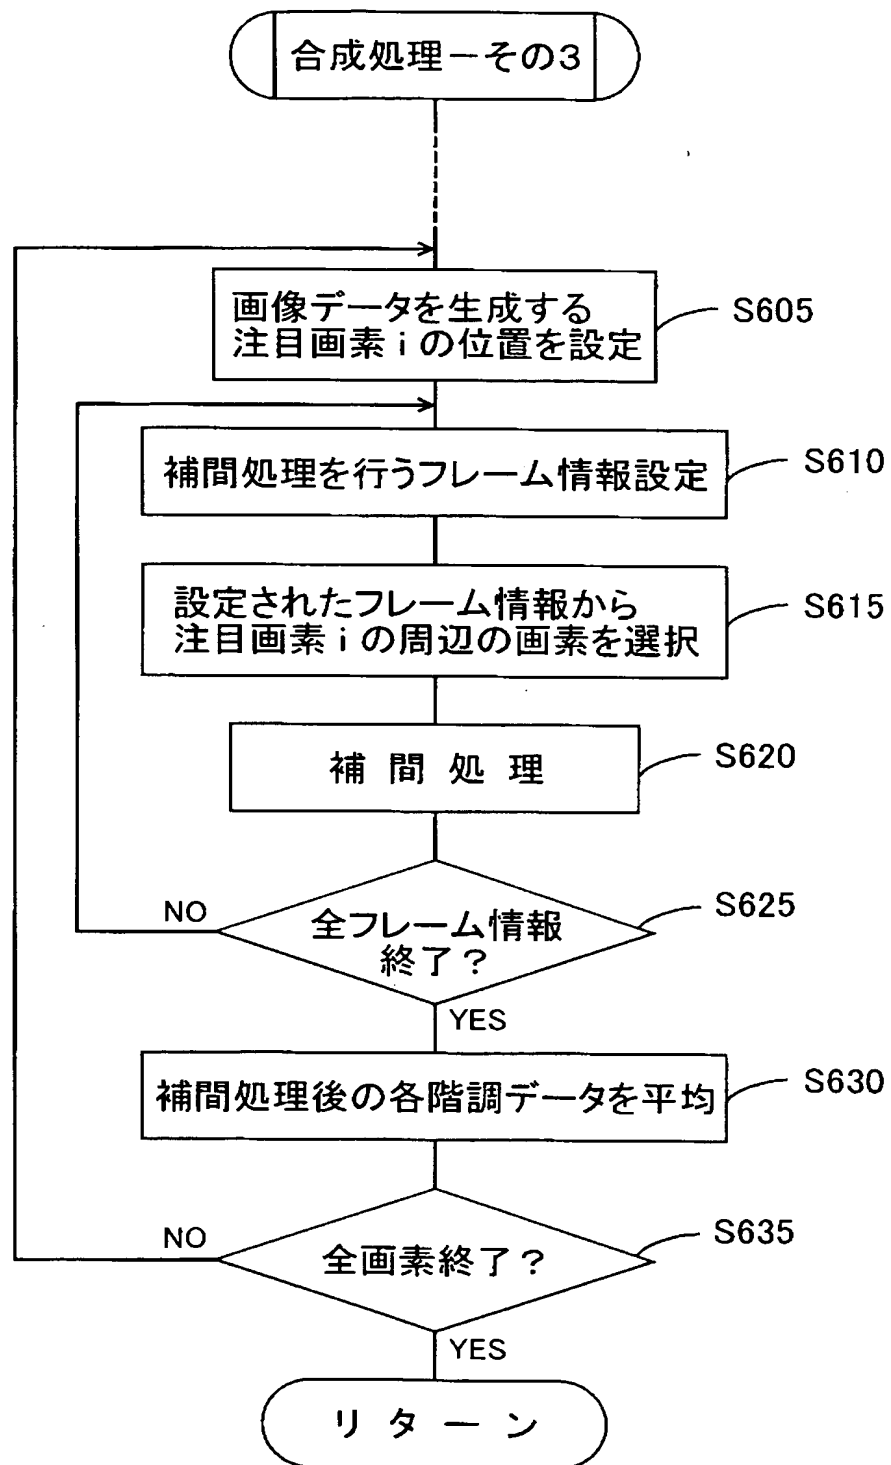 合成処理－その3
画像データを生成する
注目画素ｉの位置を設定
S605
補間処理を行うフレーム情報設定
S610
設定されたフレーム情報から
注目画素ｉの周辺の画素を選択
S615
補間処理
S620
全フレーム情報
終了？
S625
NO
YES
補間処理後の各階調データを平均
S630
全画素終了？
S635
NO
YES
リターン